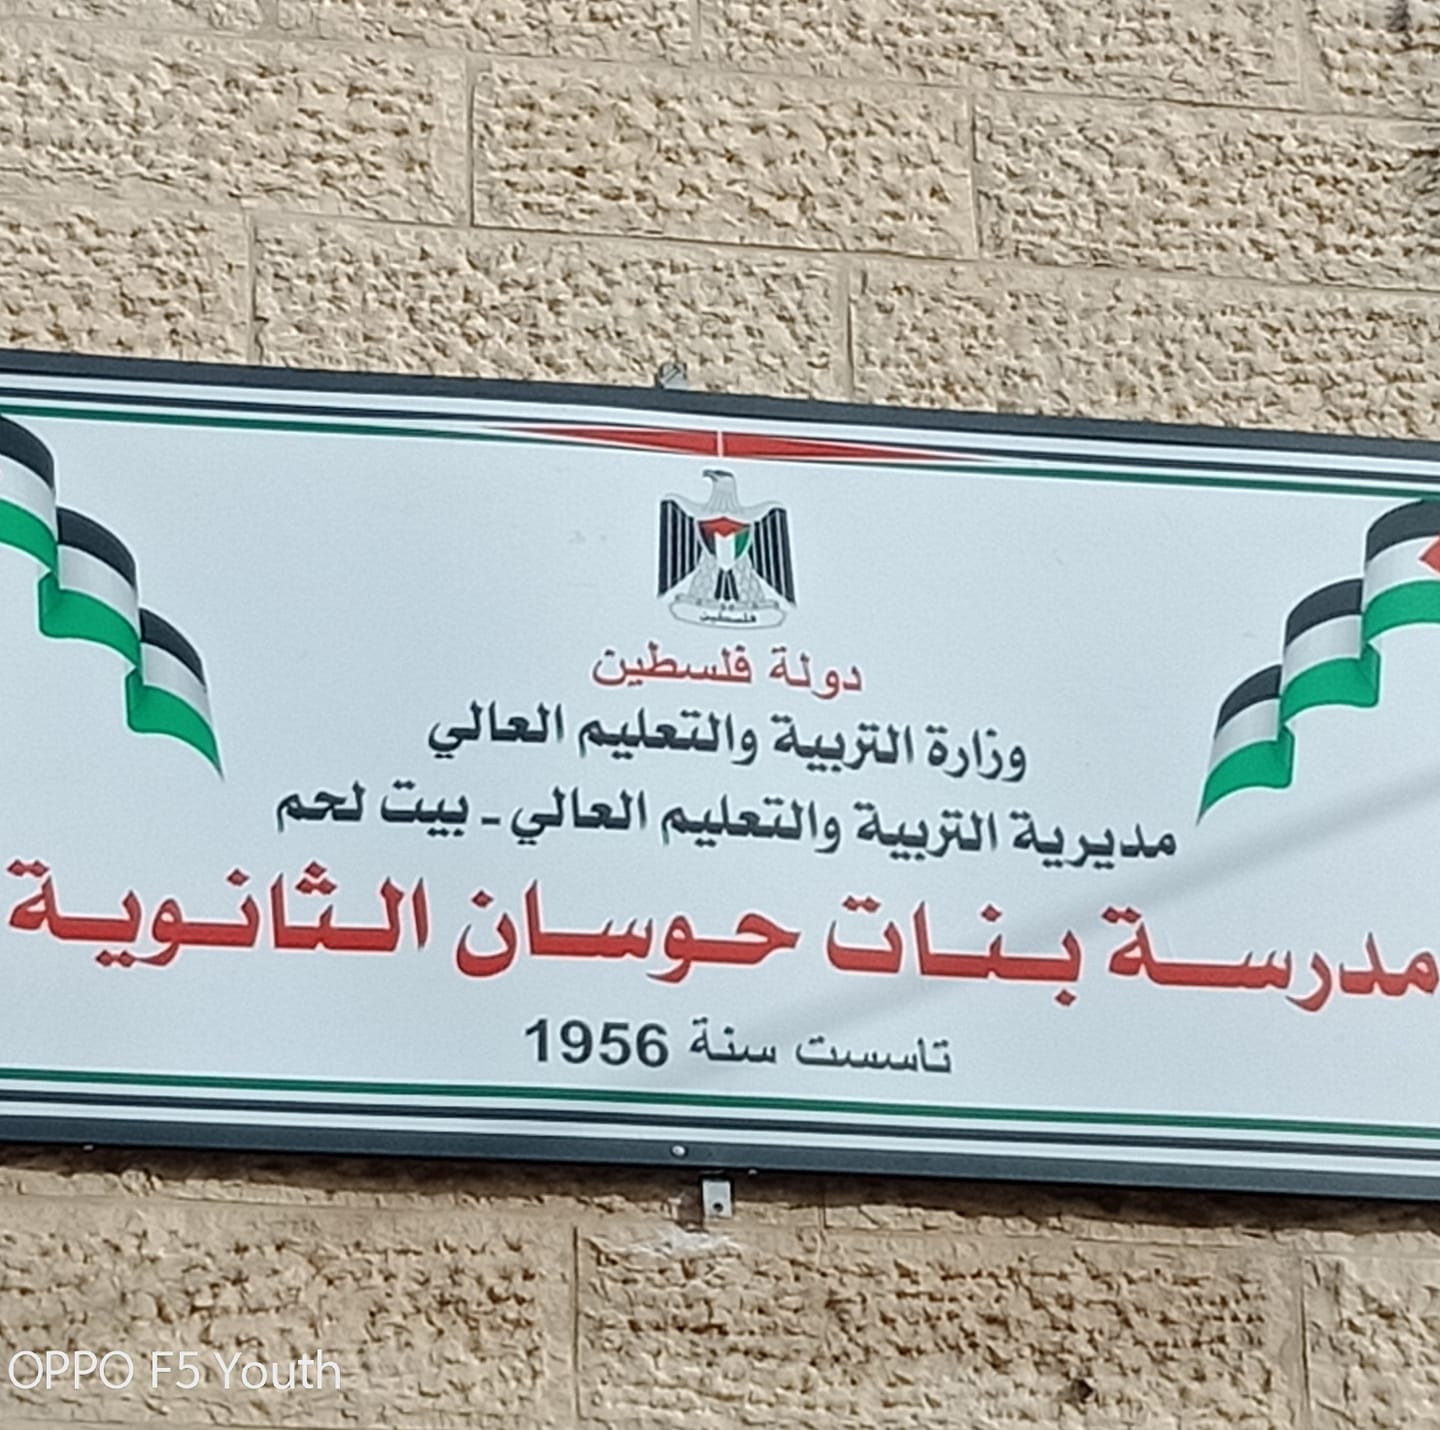 فلسطين
دولة فلسطين
وزارة التربية والتعليم العالي
مديرية التربية والتعليم العالي - بيت لحم
مدرسة بنات حوسان الثانوية
تاسست سنة 1956
OPPO F5 Youth